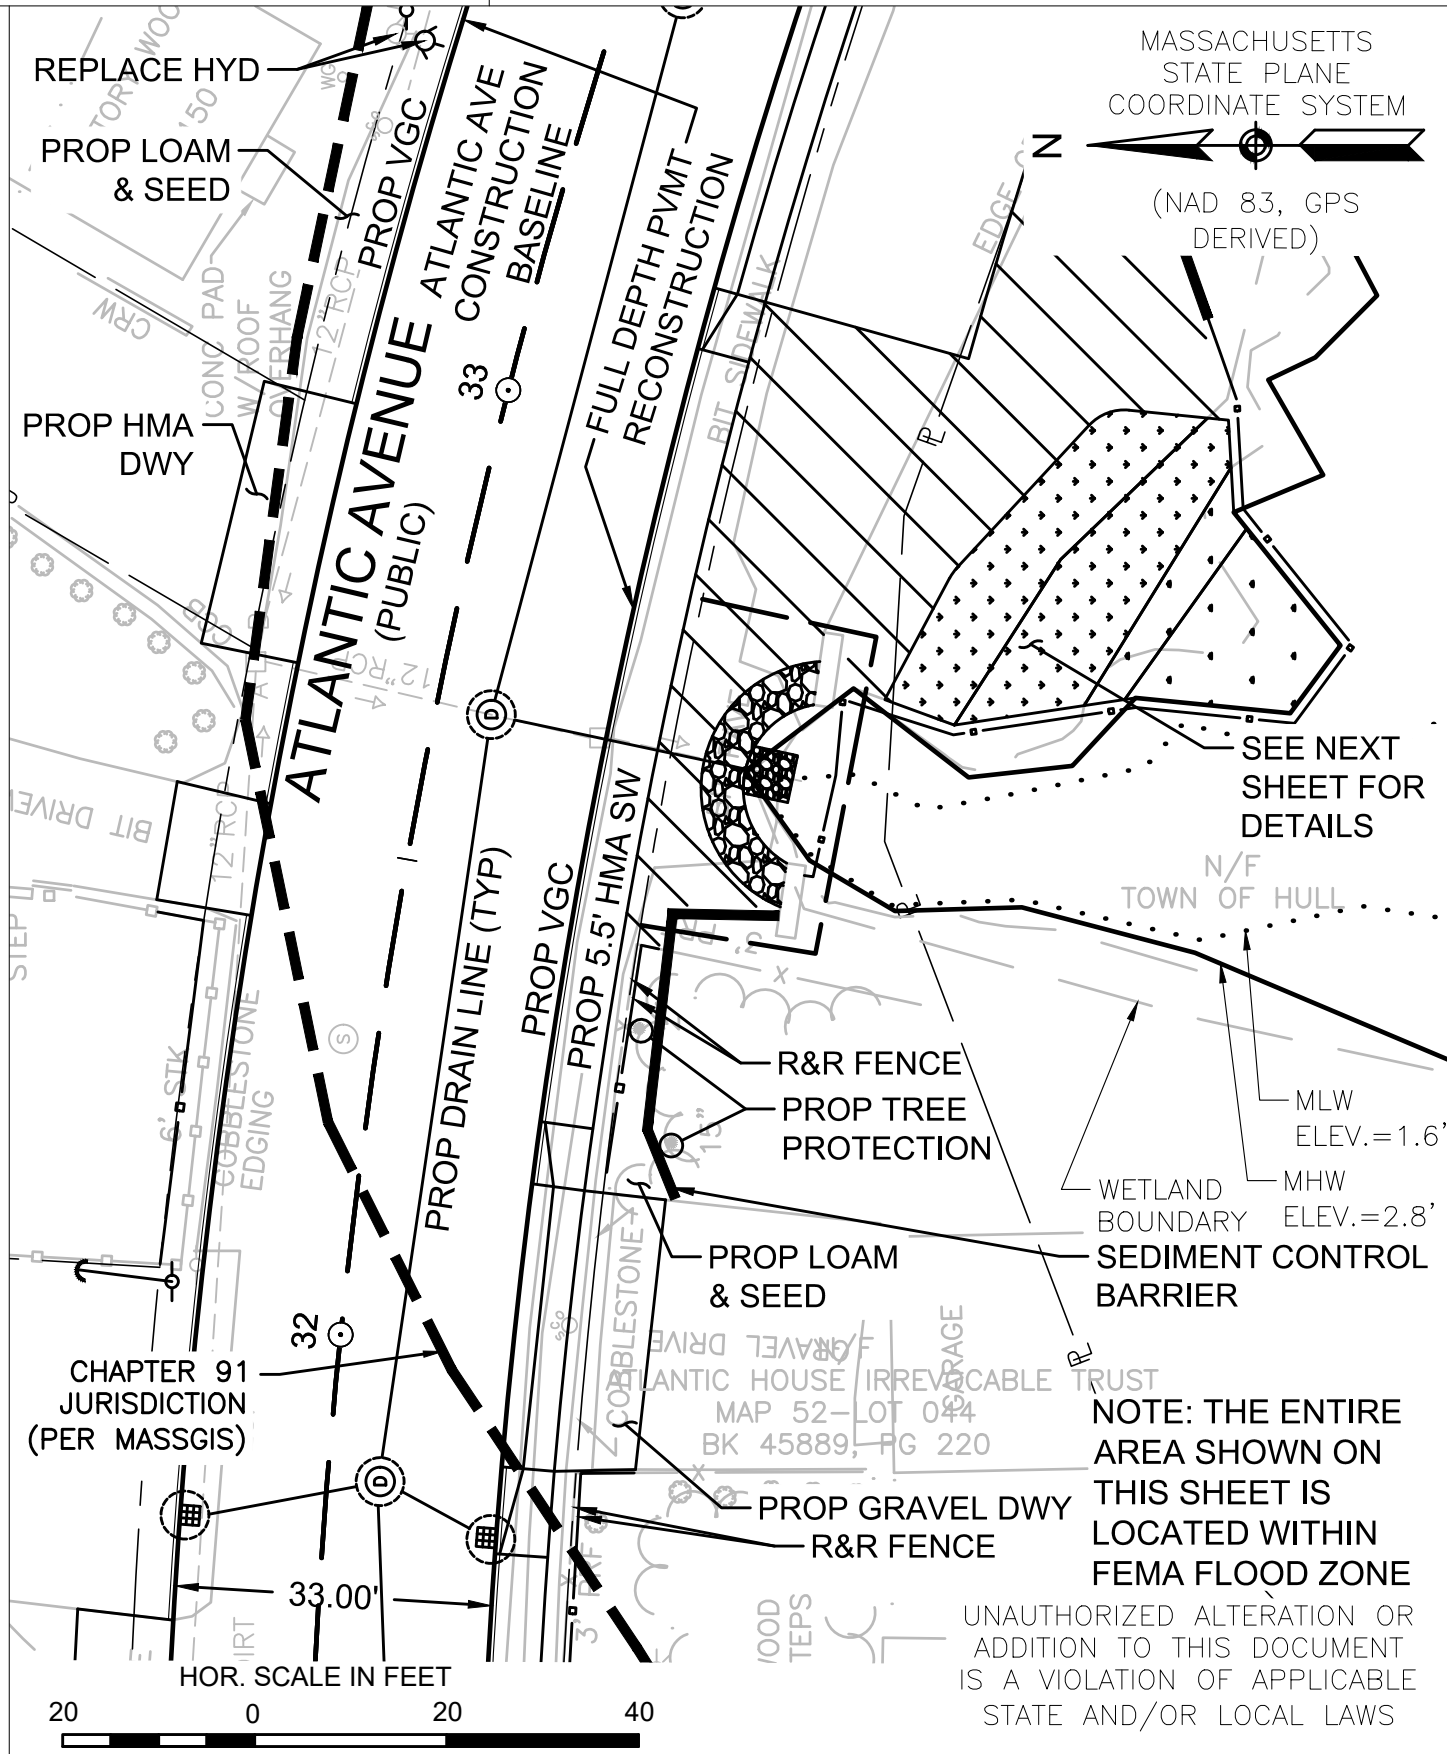 REPLACE HYD
PROP LOAM
& SEED
PROP HMA
DWY
PROP VGC
ATLANTIC AVE
CONSTRUCTION
BASELINE
FULL DEPTH PVMT
RECONSTRUCTION
MASSACHUSETTS
STATE PLANE
COORDINATE SYSTEM
N
(NAD 83, GPS
DERIVED)
CRW
CONC PAD
W/ROOF
OVERHANG
12"RCP
33
ATLANTIC AVENUE
(PUBLIC)
BIT SIDEWALK
12"RCP
D
BIT DRIVE
12"RCP
PROP DRAIN LINE (TYP)
PROP VGC
PROP 5.5' HMA SW
SEE NEXT
SHEET FOR
DETAILS
N/F
TOWN OF HULL
6' STK
COBBLESTONE
EDGING
S
R&R FENCE
PROP TREE
PROTECTION
15"
MLW
ELEV.=1.6'
MHW
ELEV.=2.8'
WETLAND
BOUNDARY
SEDIMENT CONTROL
BARRIER
PROP LOAM
& SEED
COBBLESTONE
GRAVEL DRIVE
GARAGE
32
CHAPTER 91
JURISDICTION
(PER MASSGIS)
N/F
ATLANTIC HOUSE IRREVOCABLE TRUST
MAP 52-LOT 044
BK 45889, PG 220
D
PROP GRAVEL DWY
R&R FENCE
33.00'
NOTE: THE ENTIRE
AREA SHOWN ON
THIS SHEET IS
LOCATED WITHIN
FEMA FLOOD ZONE
UNAUTHORIZED ALTERATION OR
ADDITION TO THIS DOCUMENT
IS A VIOLATION OF APPLICABLE
STATE AND/OR LOCAL LAWS
HOR. SCALE IN FEET
20 0 20 40